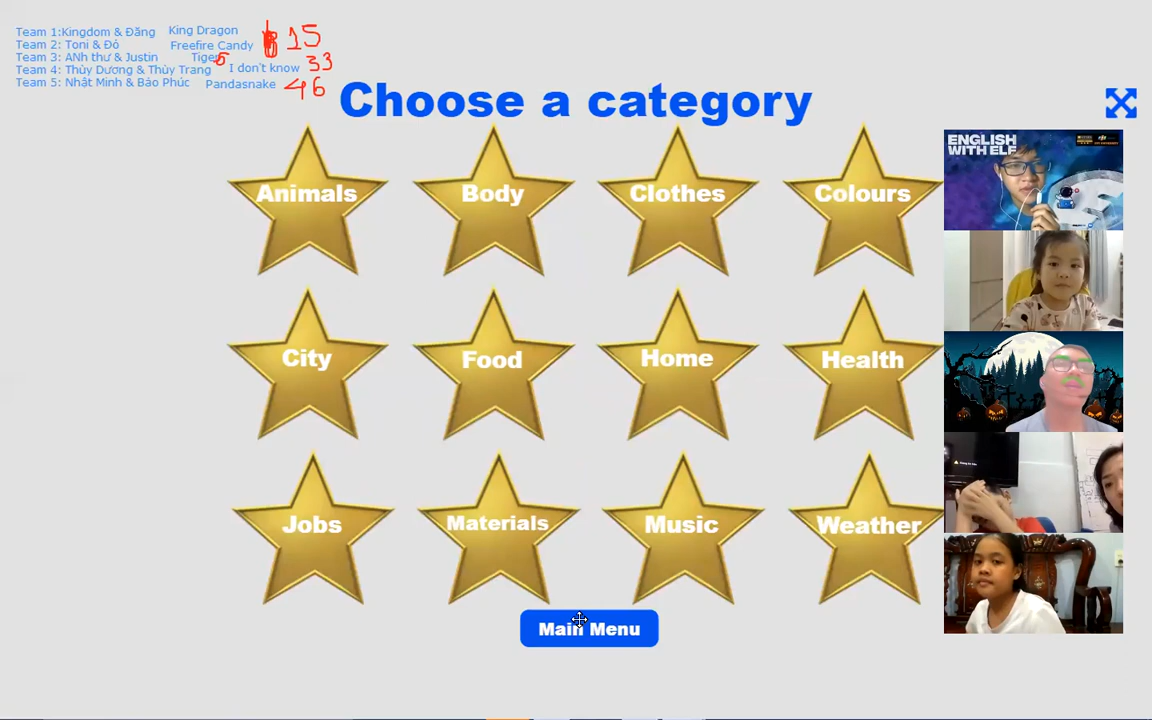 Team 1:Kingdom & Đăng King Dragon
Team 2: Toni & Đô Freefire Candy 15
Team 3: ANh thư & Justin Tiger 5
Team 4: Thùy Dương & Thùy Trang I don't know 33
Team 5: Nhật Minh & Bảo Phúc Pandasnake 46
Choose a category
ENGLISH
WITH ELF
Animals Body Clothes Colours
City Food Home Health
Jobs Materials Music Weather
Main Menu